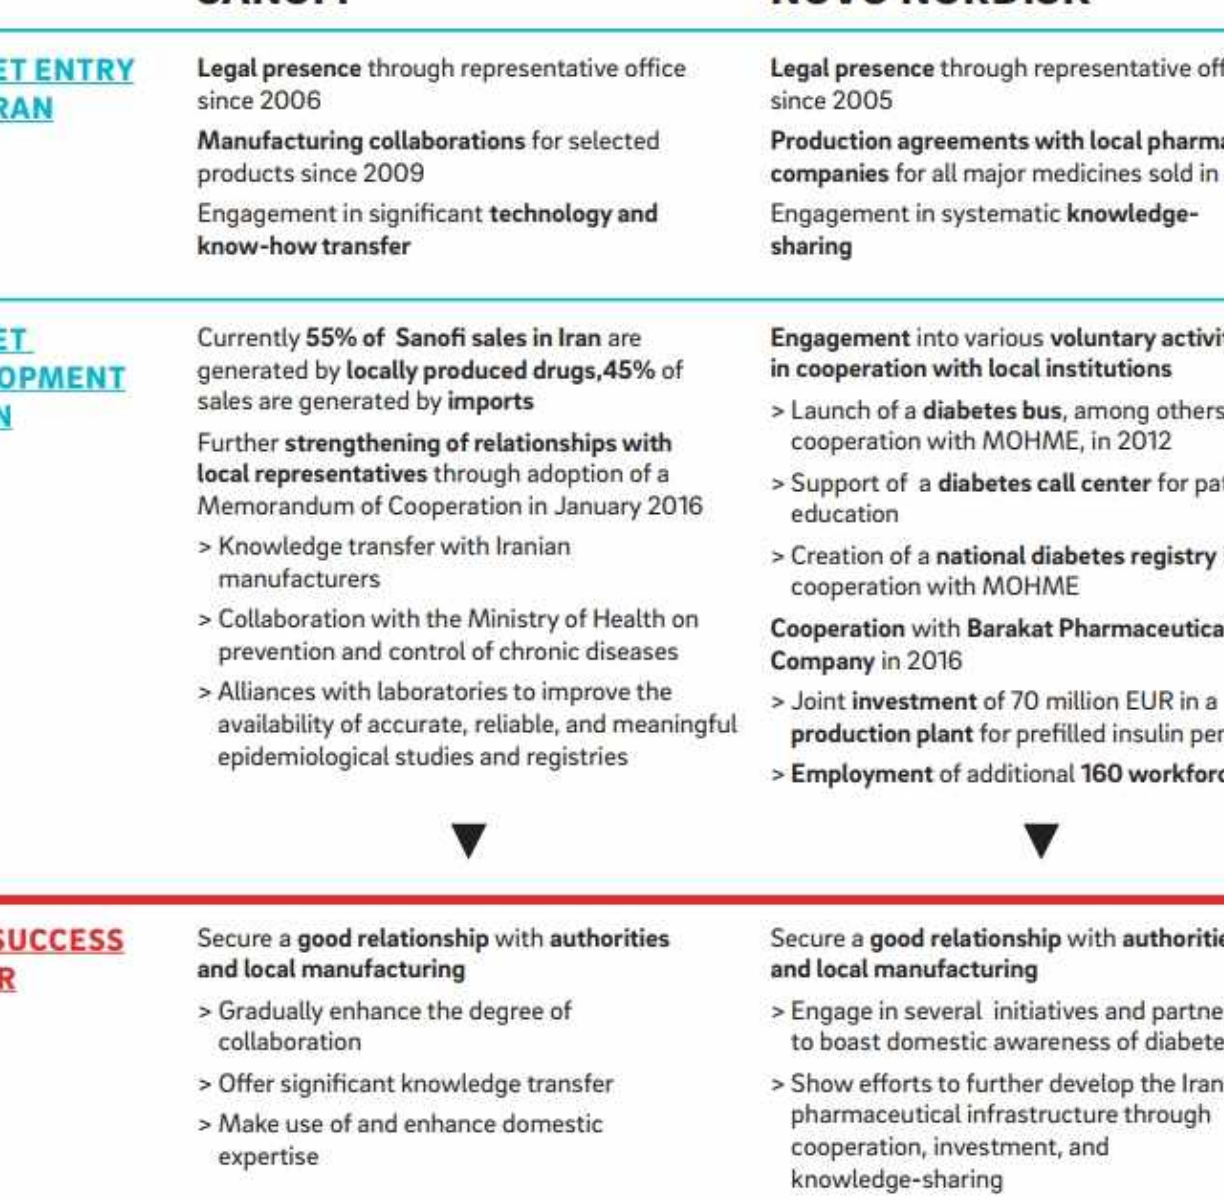 SANOFI
NOVO NORDISK
ET ENTRY
RAN
Legal presence through representative office
since 2006
Manufacturing collaborations for selected
products since 2009
Engagement in significant technology and
know-how transfer
Legal presence through representative off
since 2005
Production agreements with local pharma
companies for all major medicines sold in
Engagement in systematic knowledge-
sharing
ET
OPMENT
N
Currently 55% of Sanofi sales in Iran are
generated by locally produced drugs,45% of
sales are generated by imports
Further strengthening of relationships with
local representatives through adoption of a
Memorandum of Cooperation in January 2016
> Knowledge transfer with Iranian
manufacturers
> Collaboration with the Ministry of Health on
prevention and control of chronic diseases
> Alliances with laboratories to improve the
availability of accurate, reliable, and meaningful
epidemiological studies and registries
Engagement into various voluntary activit
in cooperation with local institutions
> Launch of a diabetes bus, among others
cooperation with MOHME, in 2012
> Support of a diabetes call center for pat
education
> Creation of a national diabetes registry
cooperation with MOHME
Cooperation with Barakat Pharmaceutica
Company in 2016
> Joint investment of 70 million EUR in a
production plant for prefilled insulin per
> Employment of additional 160 workforc
SUCCESS
R
Secure a good relationship with authorities
and local manufacturing
> Gradually enhance the degree of
collaboration
> Offer significant knowledge transfer
> Make use of and enhance domestic
expertise
Secure a good relationship with authoritie
and local manufacturing
> Engage in several initiatives and partne
to boast domestic awareness of diabete
> Show efforts to further develop the Iran
pharmaceutical infrastructure through
cooperation, investment, and
knowledge-sharing